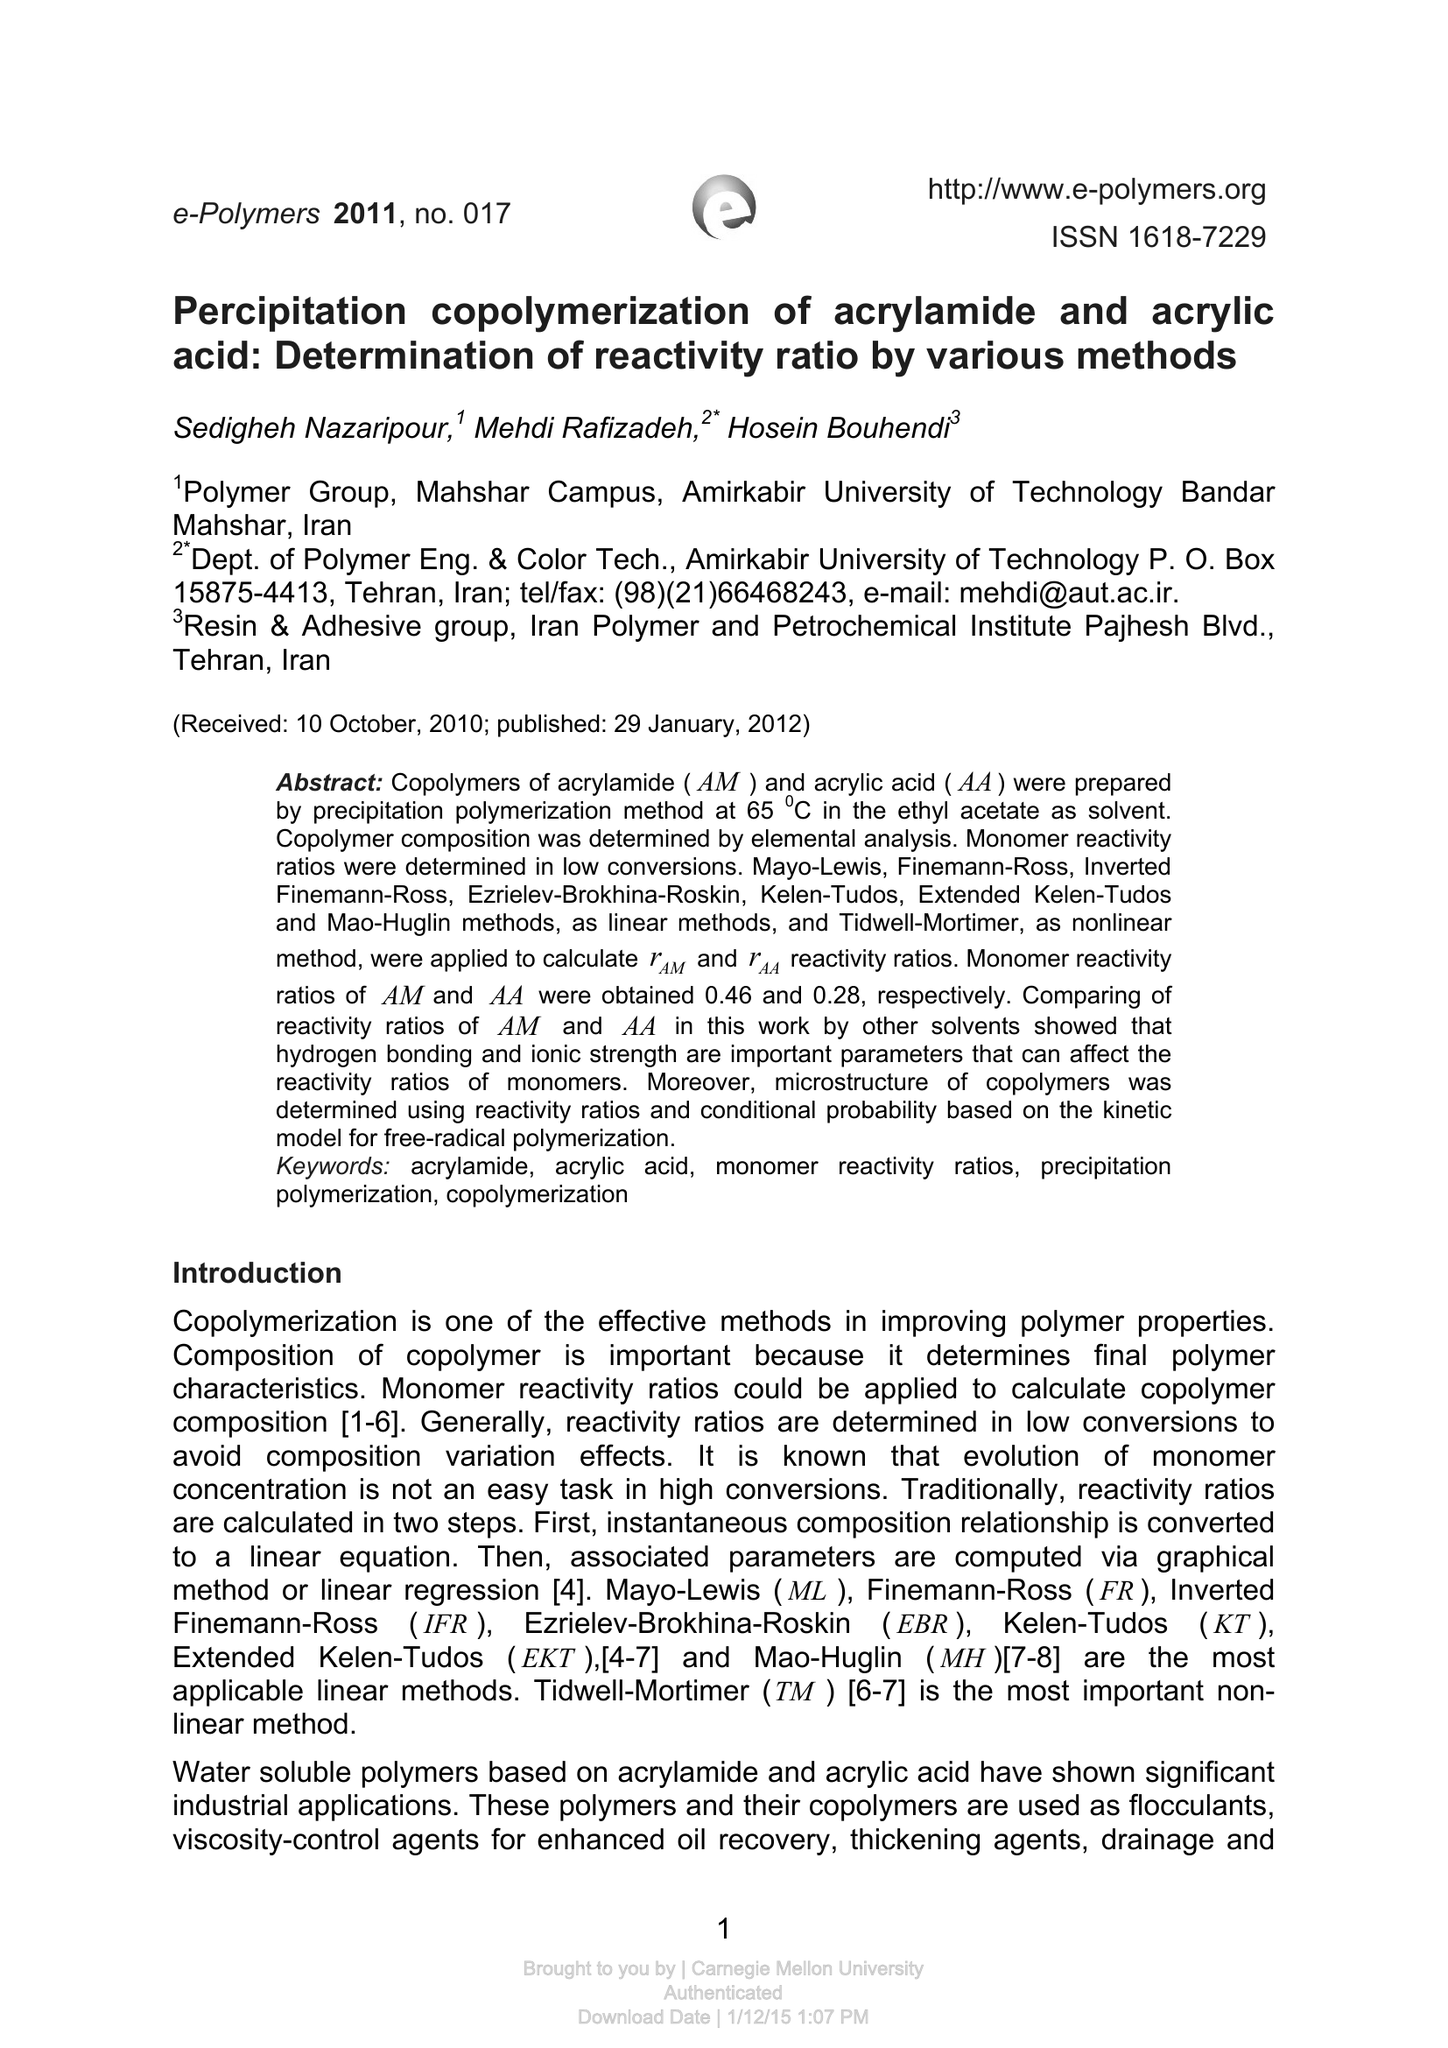 e-Polymers 2011, no. 017
http://www.e-polymers.org
ISSN 1618-7229
Percipitation copolymerization of acrylamide and acrylic
acid: Determination of reactivity ratio by various methods
Sedigheh Nazaripour,1 Mehdi Rafizadeh,2* Hosein Bouhendi3
1Polymer Group, Mahshar Campus, Amirkabir University of Technology Bandar
Mahshar, Iran
2*Dept. of Polymer Eng. & Color Tech., Amirkabir University of Technology P. O. Box
15875-4413, Tehran, Iran; tel/fax: (98)(21)66468243, e-mail: mehdi@aut.ac.ir.
3Resin & Adhesive group, Iran Polymer and Petrochemical Institute Pajhesh Blvd.,
Tehran, Iran
(Received: 10 October, 2010; published: 29 January, 2012)
Abstract: Copolymers of acrylamide ( AM ) and acrylic acid ( AA ) were prepared
by precipitation polymerization method at 65 0C in the ethyl acetate as solvent.
Copolymer composition was determined by elemental analysis. Monomer reactivity
ratios were determined in low conversions. Mayo-Lewis, Finemann-Ross, Inverted
Finemann-Ross, Ezrielev-Brokhina-Roskin, Kelen-Tudos, Extended Kelen-Tudos
and Mao-Huglin methods, as linear methods, and Tidwell-Mortimer, as nonlinear
method, were applied to calculate rAM and rAA reactivity ratios. Monomer reactivity
ratios of AM and AA were obtained 0.46 and 0.28, respectively. Comparing of
reactivity ratios of AM and AA in this work by other solvents showed that
hydrogen bonding and ionic strength are important parameters that can affect the
reactivity ratios of monomers. Moreover, microstructure of copolymers was
determined using reactivity ratios and conditional probability based on the kinetic
model for free-radical polymerization.
Keywords: acrylamide, acrylic acid, monomer reactivity ratios, precipitation
polymerization, copolymerization
Introduction
Copolymerization is one of the effective methods in improving polymer properties.
Composition of copolymer is important because it determines final polymer
characteristics. Monomer reactivity ratios could be applied to calculate copolymer
composition [1-6]. Generally, reactivity ratios are determined in low conversions to
avoid composition variation effects. It is known that evolution of monomer
concentration is not an easy task in high conversions. Traditionally, reactivity ratios
are calculated in two steps. First, instantaneous composition relationship is converted
to a linear equation. Then, associated parameters are computed via graphical
method or linear regression [4]. Mayo-Lewis ( ML ), Finemann-Ross ( FR ), Inverted
Finemann-Ross ( IFR ), Ezrielev-Brokhina-Roskin ( EBR ), Kelen-Tudos ( KT ),
Extended Kelen-Tudos ( EKT ),[4-7] and Mao-Huglin ( MH )[7-8] are the most
applicable linear methods. Tidwell-Mortimer ( TM ) [6-7] is the most important non-
linear method.
Water soluble polymers based on acrylamide and acrylic acid have shown significant
industrial applications. These polymers and their copolymers are used as flocculants,
viscosity-control agents for enhanced oil recovery, thickening agents, drainage and
1
Brought to you by | Carnegie Mellon University
Authenticated
Download Date | 1/12/15 1:07 PM